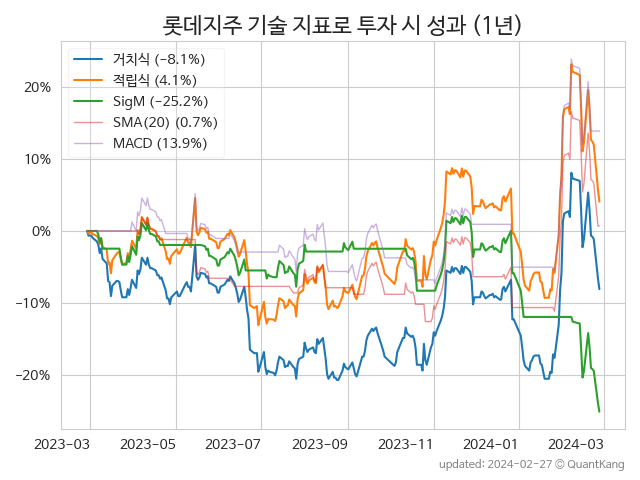 롯데지주 기술 지표로 투자 시 성과 (1년)
거치식 (−8.1%)
적립식 (4.1%)
SigM (−25.2%)
SMA(20) (0.7%)
MACD (13.9%)
20%
10%
0%
−10%
−20%
2023-03 2023-05 2023-07 2023-09 2023-11 2024-01 2024-03
updated: 2024-02-27 ⓒ QuantKang